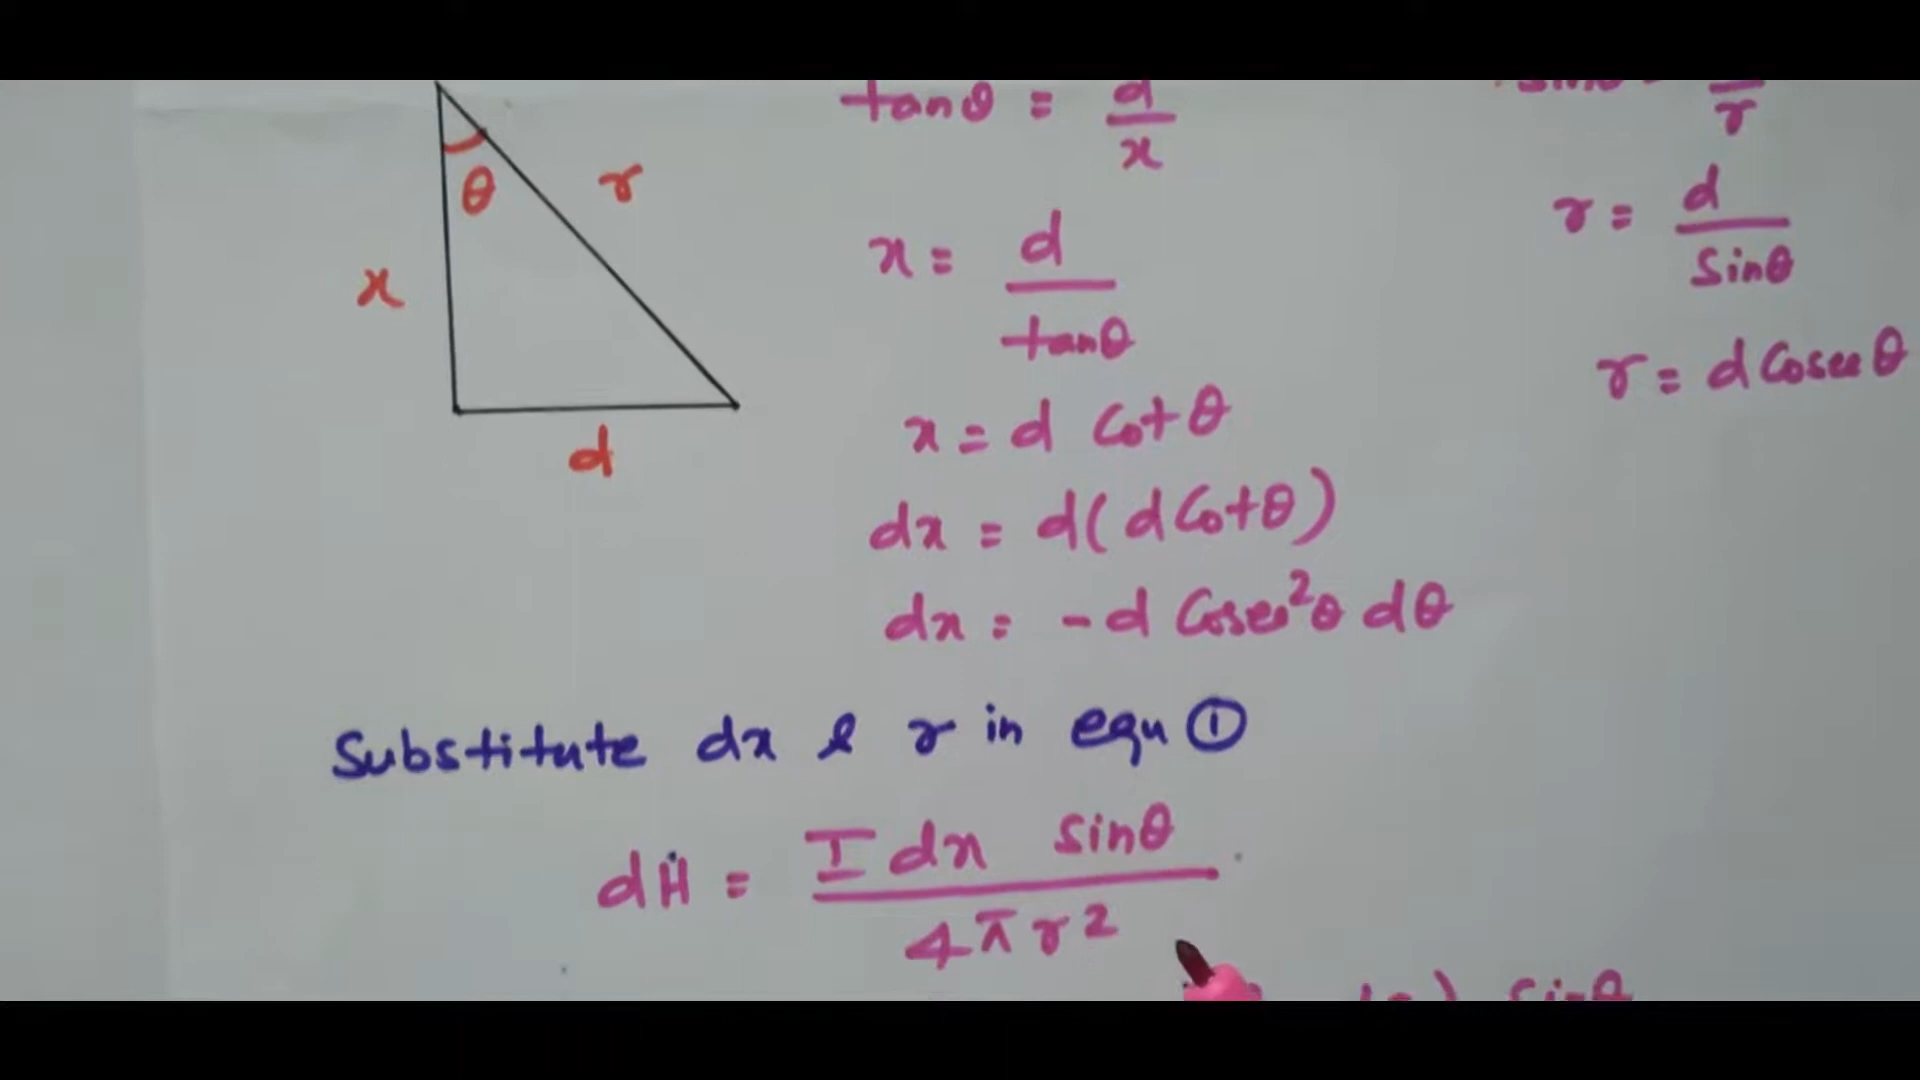 θ
r
x
d
tanθ = d/x
x = d/tanθ
x = d Cotθ
dx = d(d Cotθ)
dx = -d Cosec²θ dθ
r
r = d/Sinθ
r = d Cosecθ
Substitute dx & r in equ ①
dH = I dx Sinθ / 4πr²
Sinθ